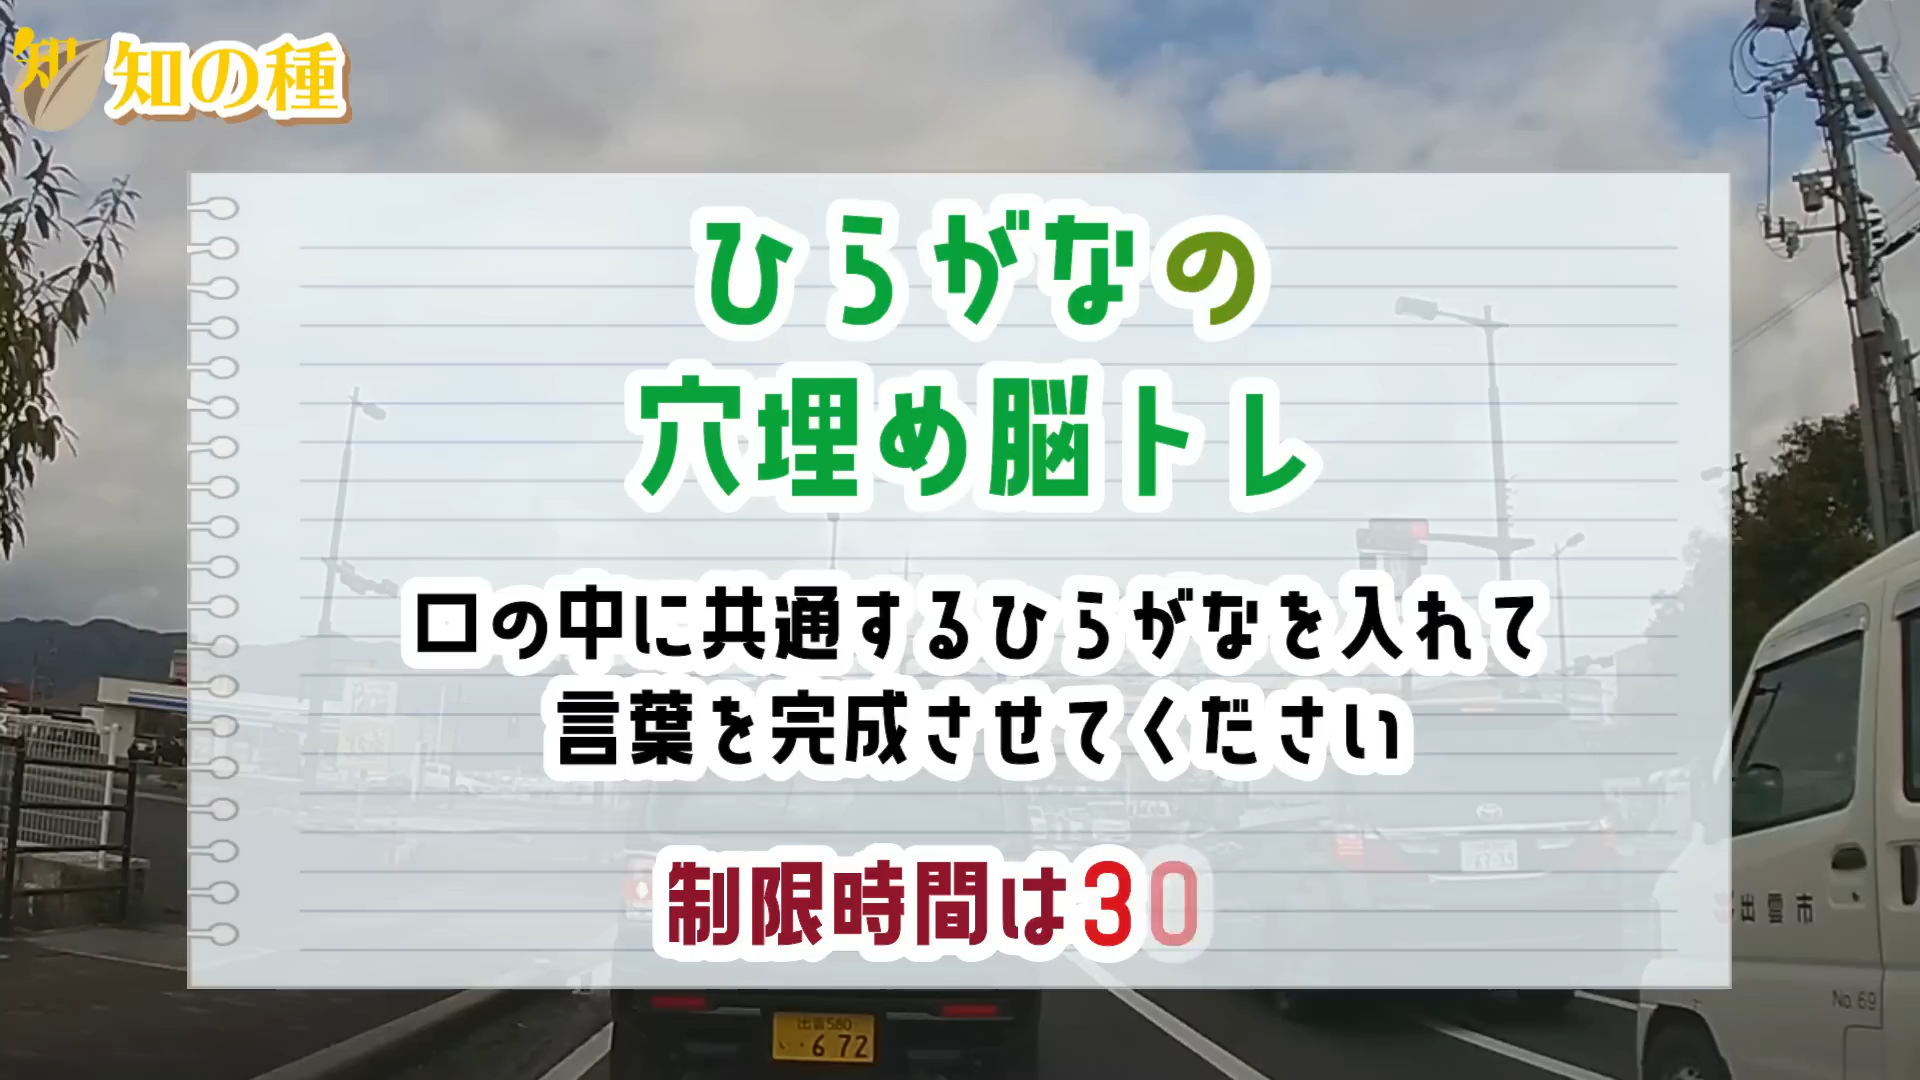 知 知の種
ひらがなの
穴埋め脳トレ
口の中に共通するひらがなを入れて
言葉を完成させてください
制限時間は30
出雲市
No.69
出雲580
い・672